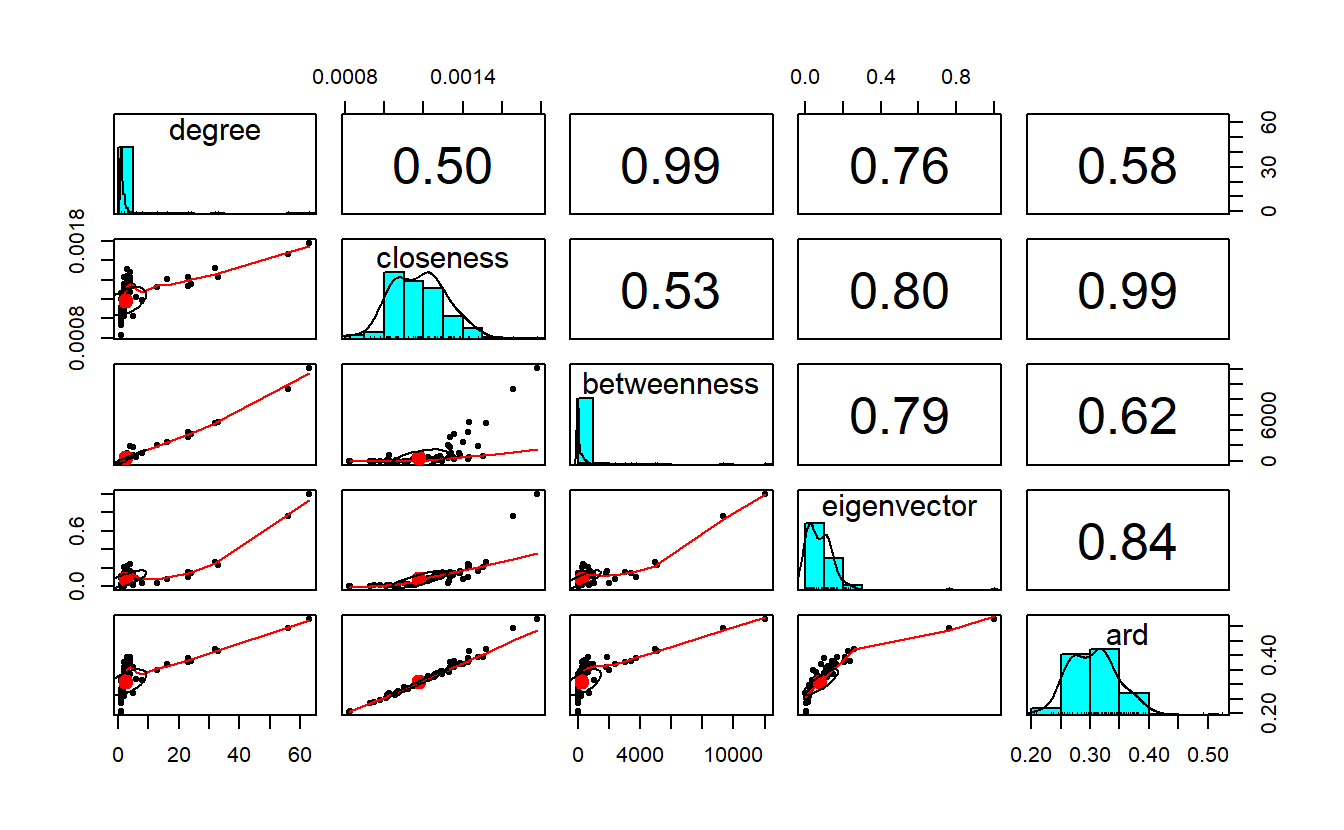 0.0008 0.0014 0.0 0.4 0.8
degree 0.50 0.99 0.76 0.58 0 30 60
0.0008 0.0018 closeness 0.53 0.80 0.99
betweenness 0.79 0.62 0 6000
0.0 0.6 eigenvector 0.84
ard 0.20 0.40
0 20 40 60 0 4000 10000 0.20 0.30 0.40 0.50